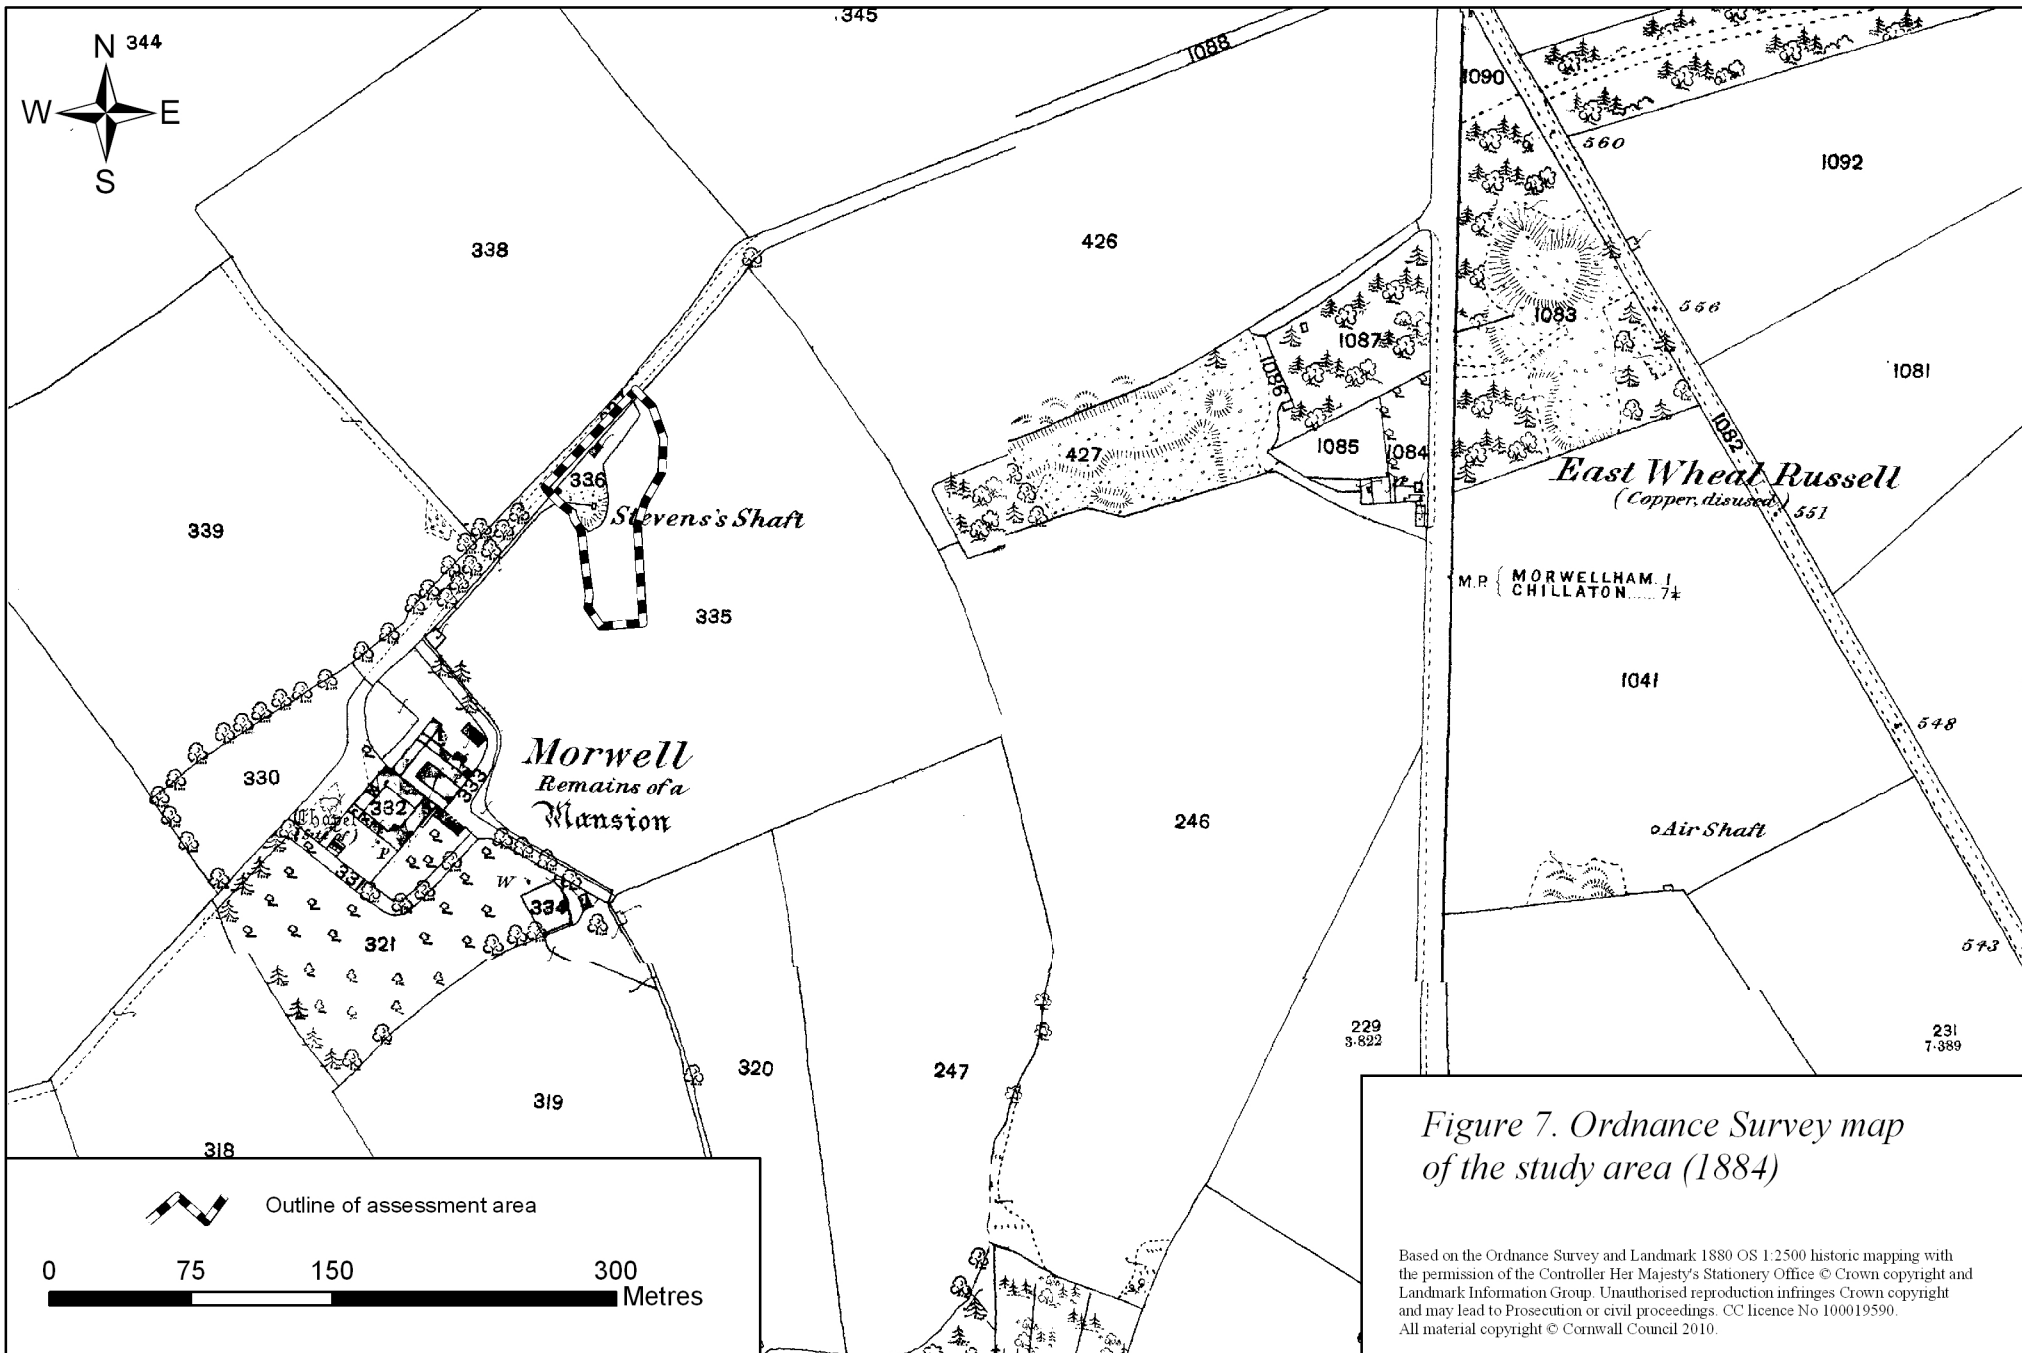 345
N
344
1088
W
E
1090
S
560
1092
338
426
556
1083
1087
1081
1086
1082
427
1085
1084
336
East Wheal Russell
(Copper, disused)
551
Stevens's Shaft
339
M.P. { MORWELLHAM. 1
CHILLATON...... 7¼
335
1041
548
Morwell
Remains of a
Mansion
330
333
332
Chapel
(Site of)
P
246
Air Shaft
331
W
334
321
543
229
3·822
231
7·389
320
247
319
318
Figure 7. Ordnance Survey map
of the study area (1884)
Outline of assessment area
0 75 150 300
Metres
Based on the Ordnance Survey and Landmark 1880 OS 1:2500 historic mapping with
the permission of the Controller Her Majesty's Stationery Office © Crown copyright and
Landmark Information Group. Unauthorised reproduction infringes Crown copyright
and may lead to Prosecution or civil proceedings. CC licence No 100019590.
All material copyright © Cornwall Council 2010.